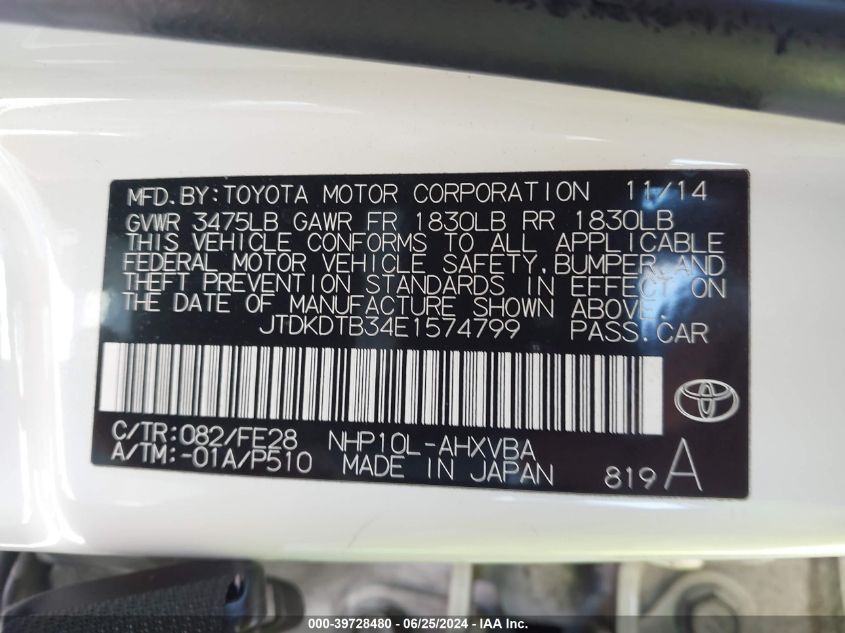 MFD.BY:TOYOTA MOTOR CORPORATION 11/14
GVWR 3475LB GAWR FR 1830LB RR 1830LB
THIS VEHICLE CONFORMS TO ALL APPLICABLE
FEDERAL MOTOR VEHICLE SAFETY,BUMPER,AND
THEFT PREVENTION STANDARDS IN EFFECT ON
THE DATE OF MANUFACTURE SHOWN ABOVE.
JTDKDTB34E1574799 PASS.CAR
C/TR:082/FE28 NHP10L-AHXVBA
A/TM:-01A/P510 MADE IN JAPAN 819 A
000-39728480 - 06/25/2024 - IAA, Inc.